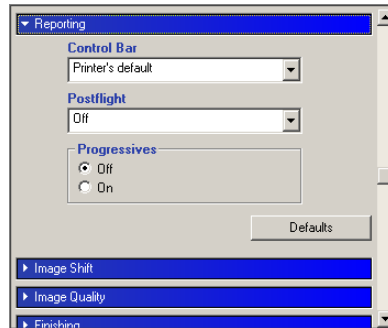 Reporting
Control Bar
Printer's default
Postflight
Off
Progressives
Off
On
Defaults
Image Shift
Image Quality
Finishing